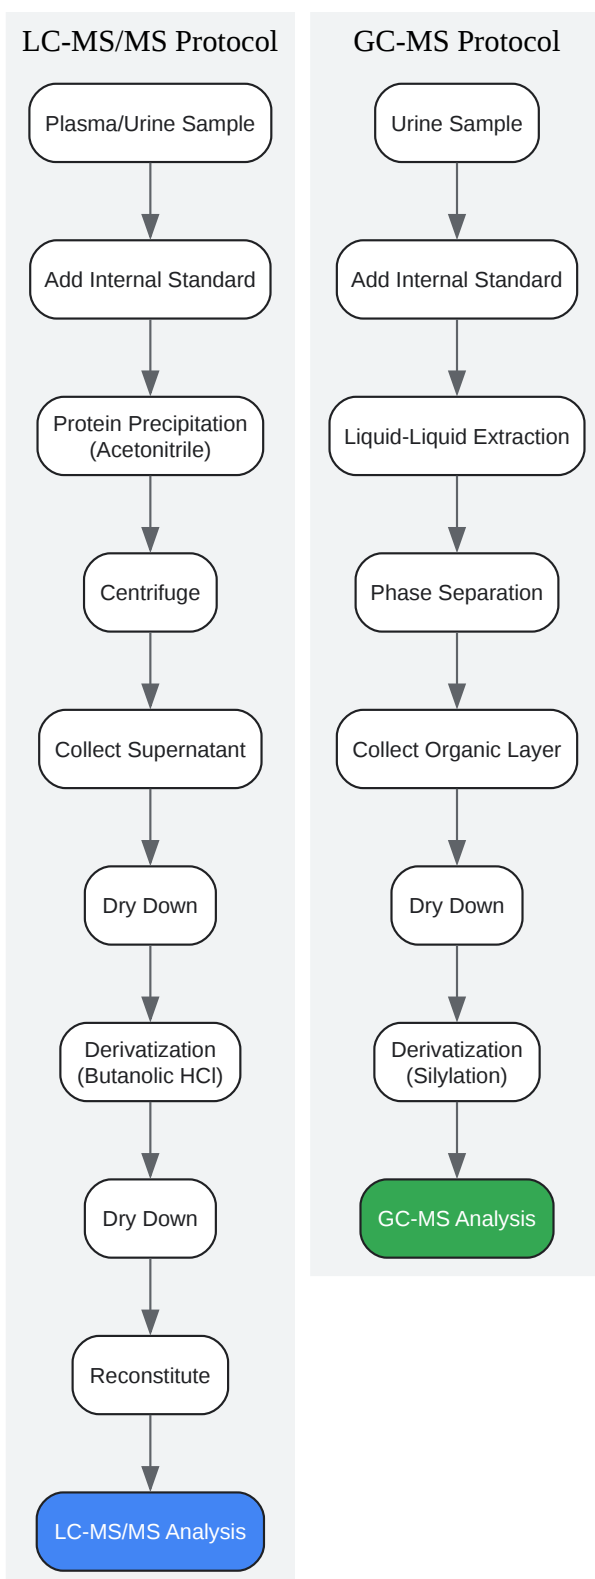 LC-MS/MS Protocol
Plasma/Urine Sample
Add Internal Standard
Protein Precipitation
(Acetonitrile)
Centrifuge
Collect Supernatant
Dry Down
Derivatization
(Butanolic HCl)
Dry Down
Reconstitute
LC-MS/MS Analysis
GC-MS Protocol
Urine Sample
Add Internal Standard
Liquid-Liquid Extraction
Phase Separation
Collect Organic Layer
Dry Down
Derivatization
(Silylation)
GC-MS Analysis